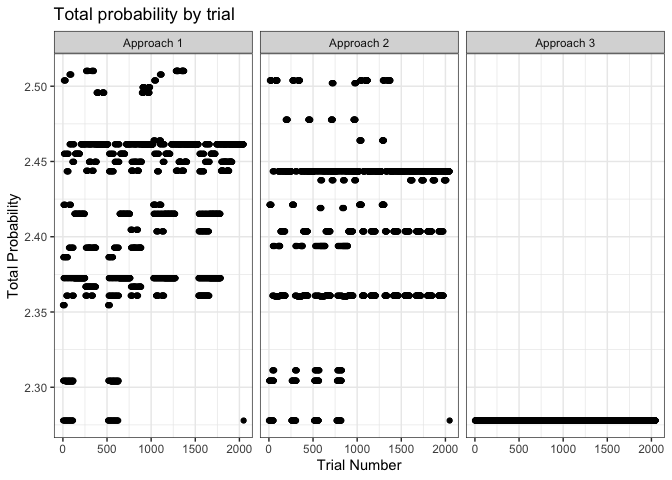 Total probability by trial
Approach 1 Approach 2 Approach 3
Total Probability
2.50
2.45
2.40
2.35
2.30
0 500 1000 1500 2000 0 500 1000 1500 2000 0 500 1000 1500 2000
Trial Number